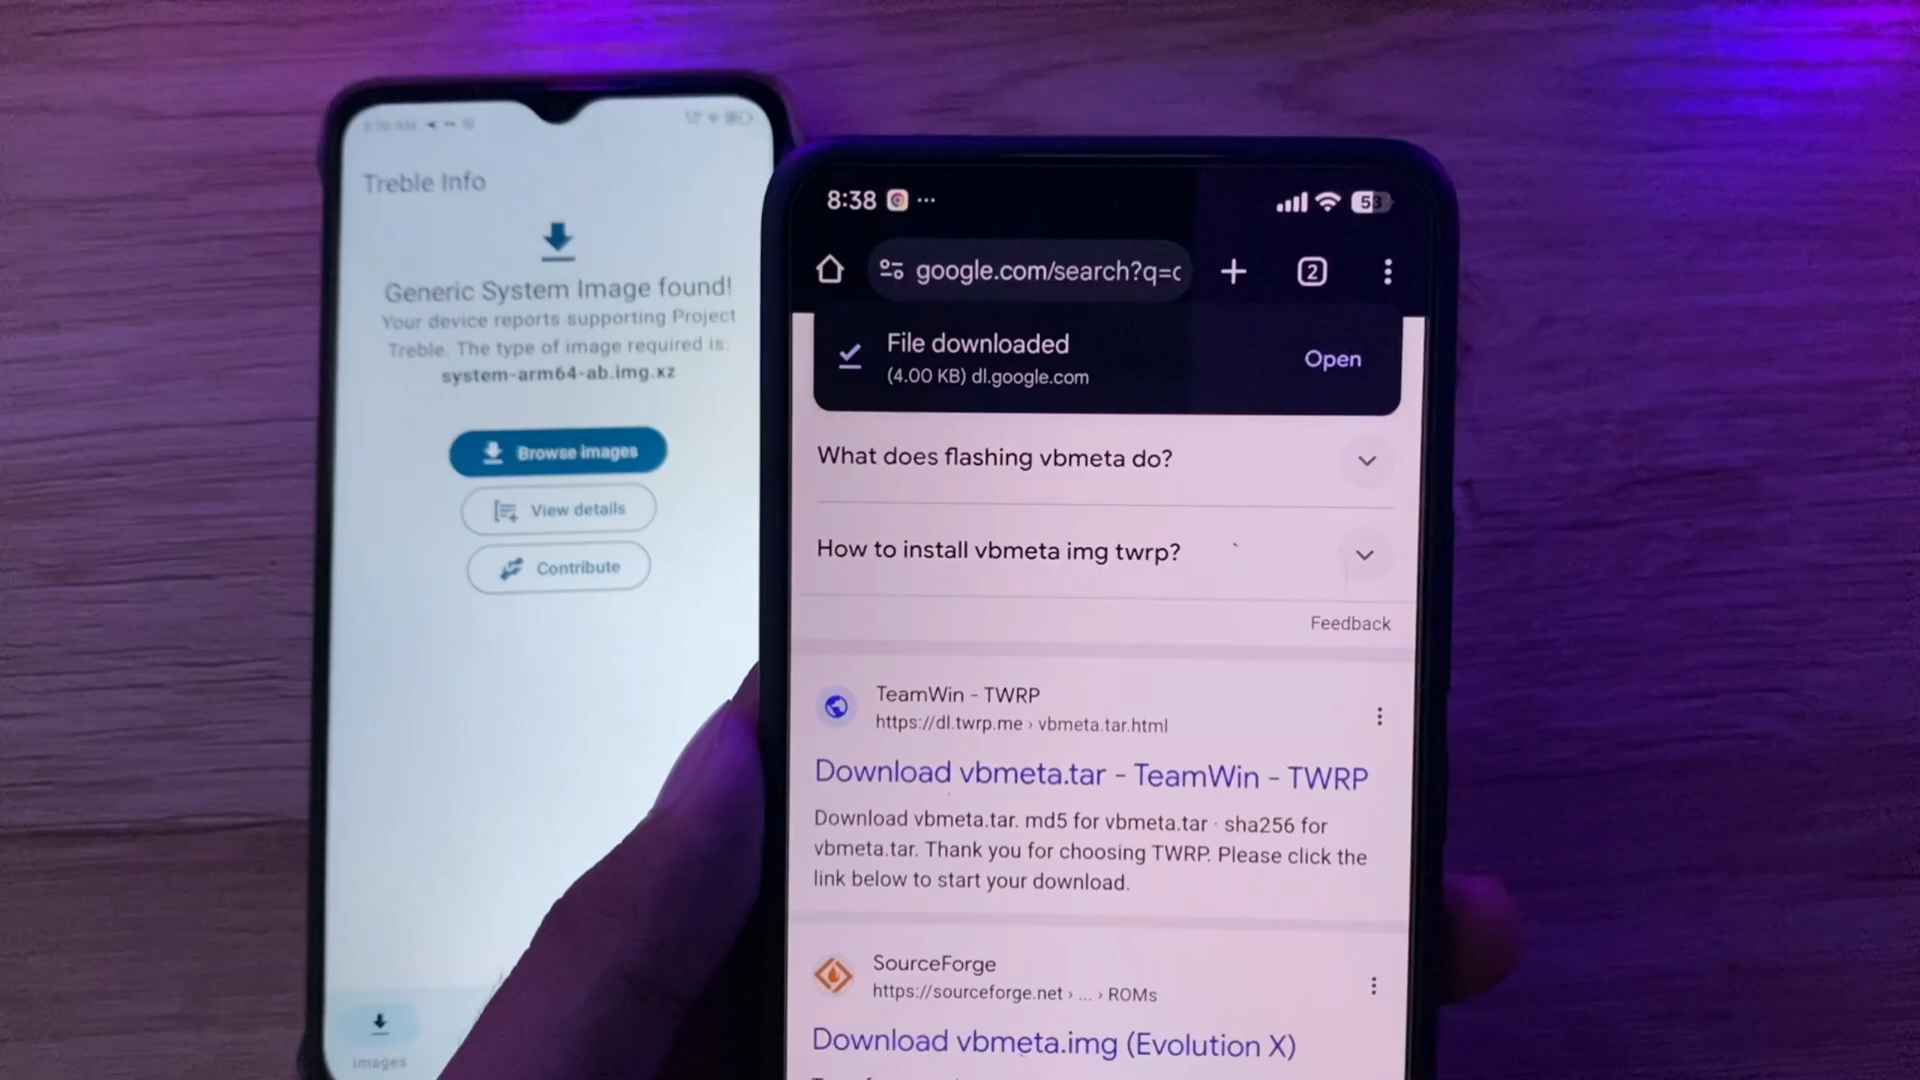 Treble Info
Generic System Image found!
Your device reports supporting Project
Treble. The type of image required is:
system-arm64-ab.img.xz
Browse images
View details
Contribute
Images
8:38
53
google.com/search?q=c
2
File downloaded
(4.00 KB) dl.google.com
Open
What does flashing vbmeta do?
How to install vbmeta img twrp?
Feedback
TeamWin - TWRP
https://dl.twrp.me › vbmeta.tar.html
Download vbmeta.tar - TeamWin - TWRP
Download vbmeta.tar. md5 for vbmeta.tar · sha256 for
vbmeta.tar. Thank you for choosing TWRP. Please click the
link below to start your download.
SourceForge
https://sourceforge.net › ... › ROMs
Download vbmeta.img (Evolution X)